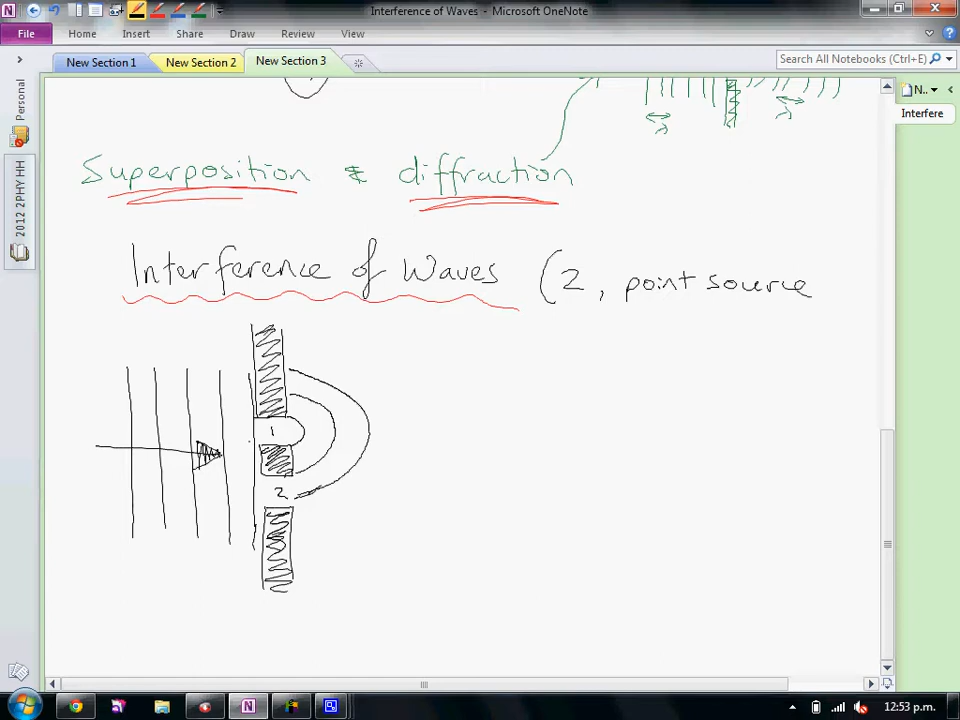 Interference of Waves - Microsoft OneNote
File Home Insert Share Draw Review View
New Section 1 New Section 2 New Section 3 Search All Notebooks (Ctrl+E)
N..
Personal
2012 2PHY HH
Interfere
λ λ
Superposition & diffraction
Interference of Waves (2, point source
1
2
12:53 p.m.